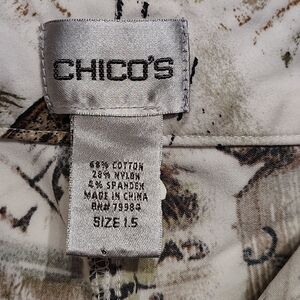 CHICO'S
68% COTTON
28% NYLON
4% SPANDEX
MADE IN CHINA
RN# 79984
SIZE 1.5